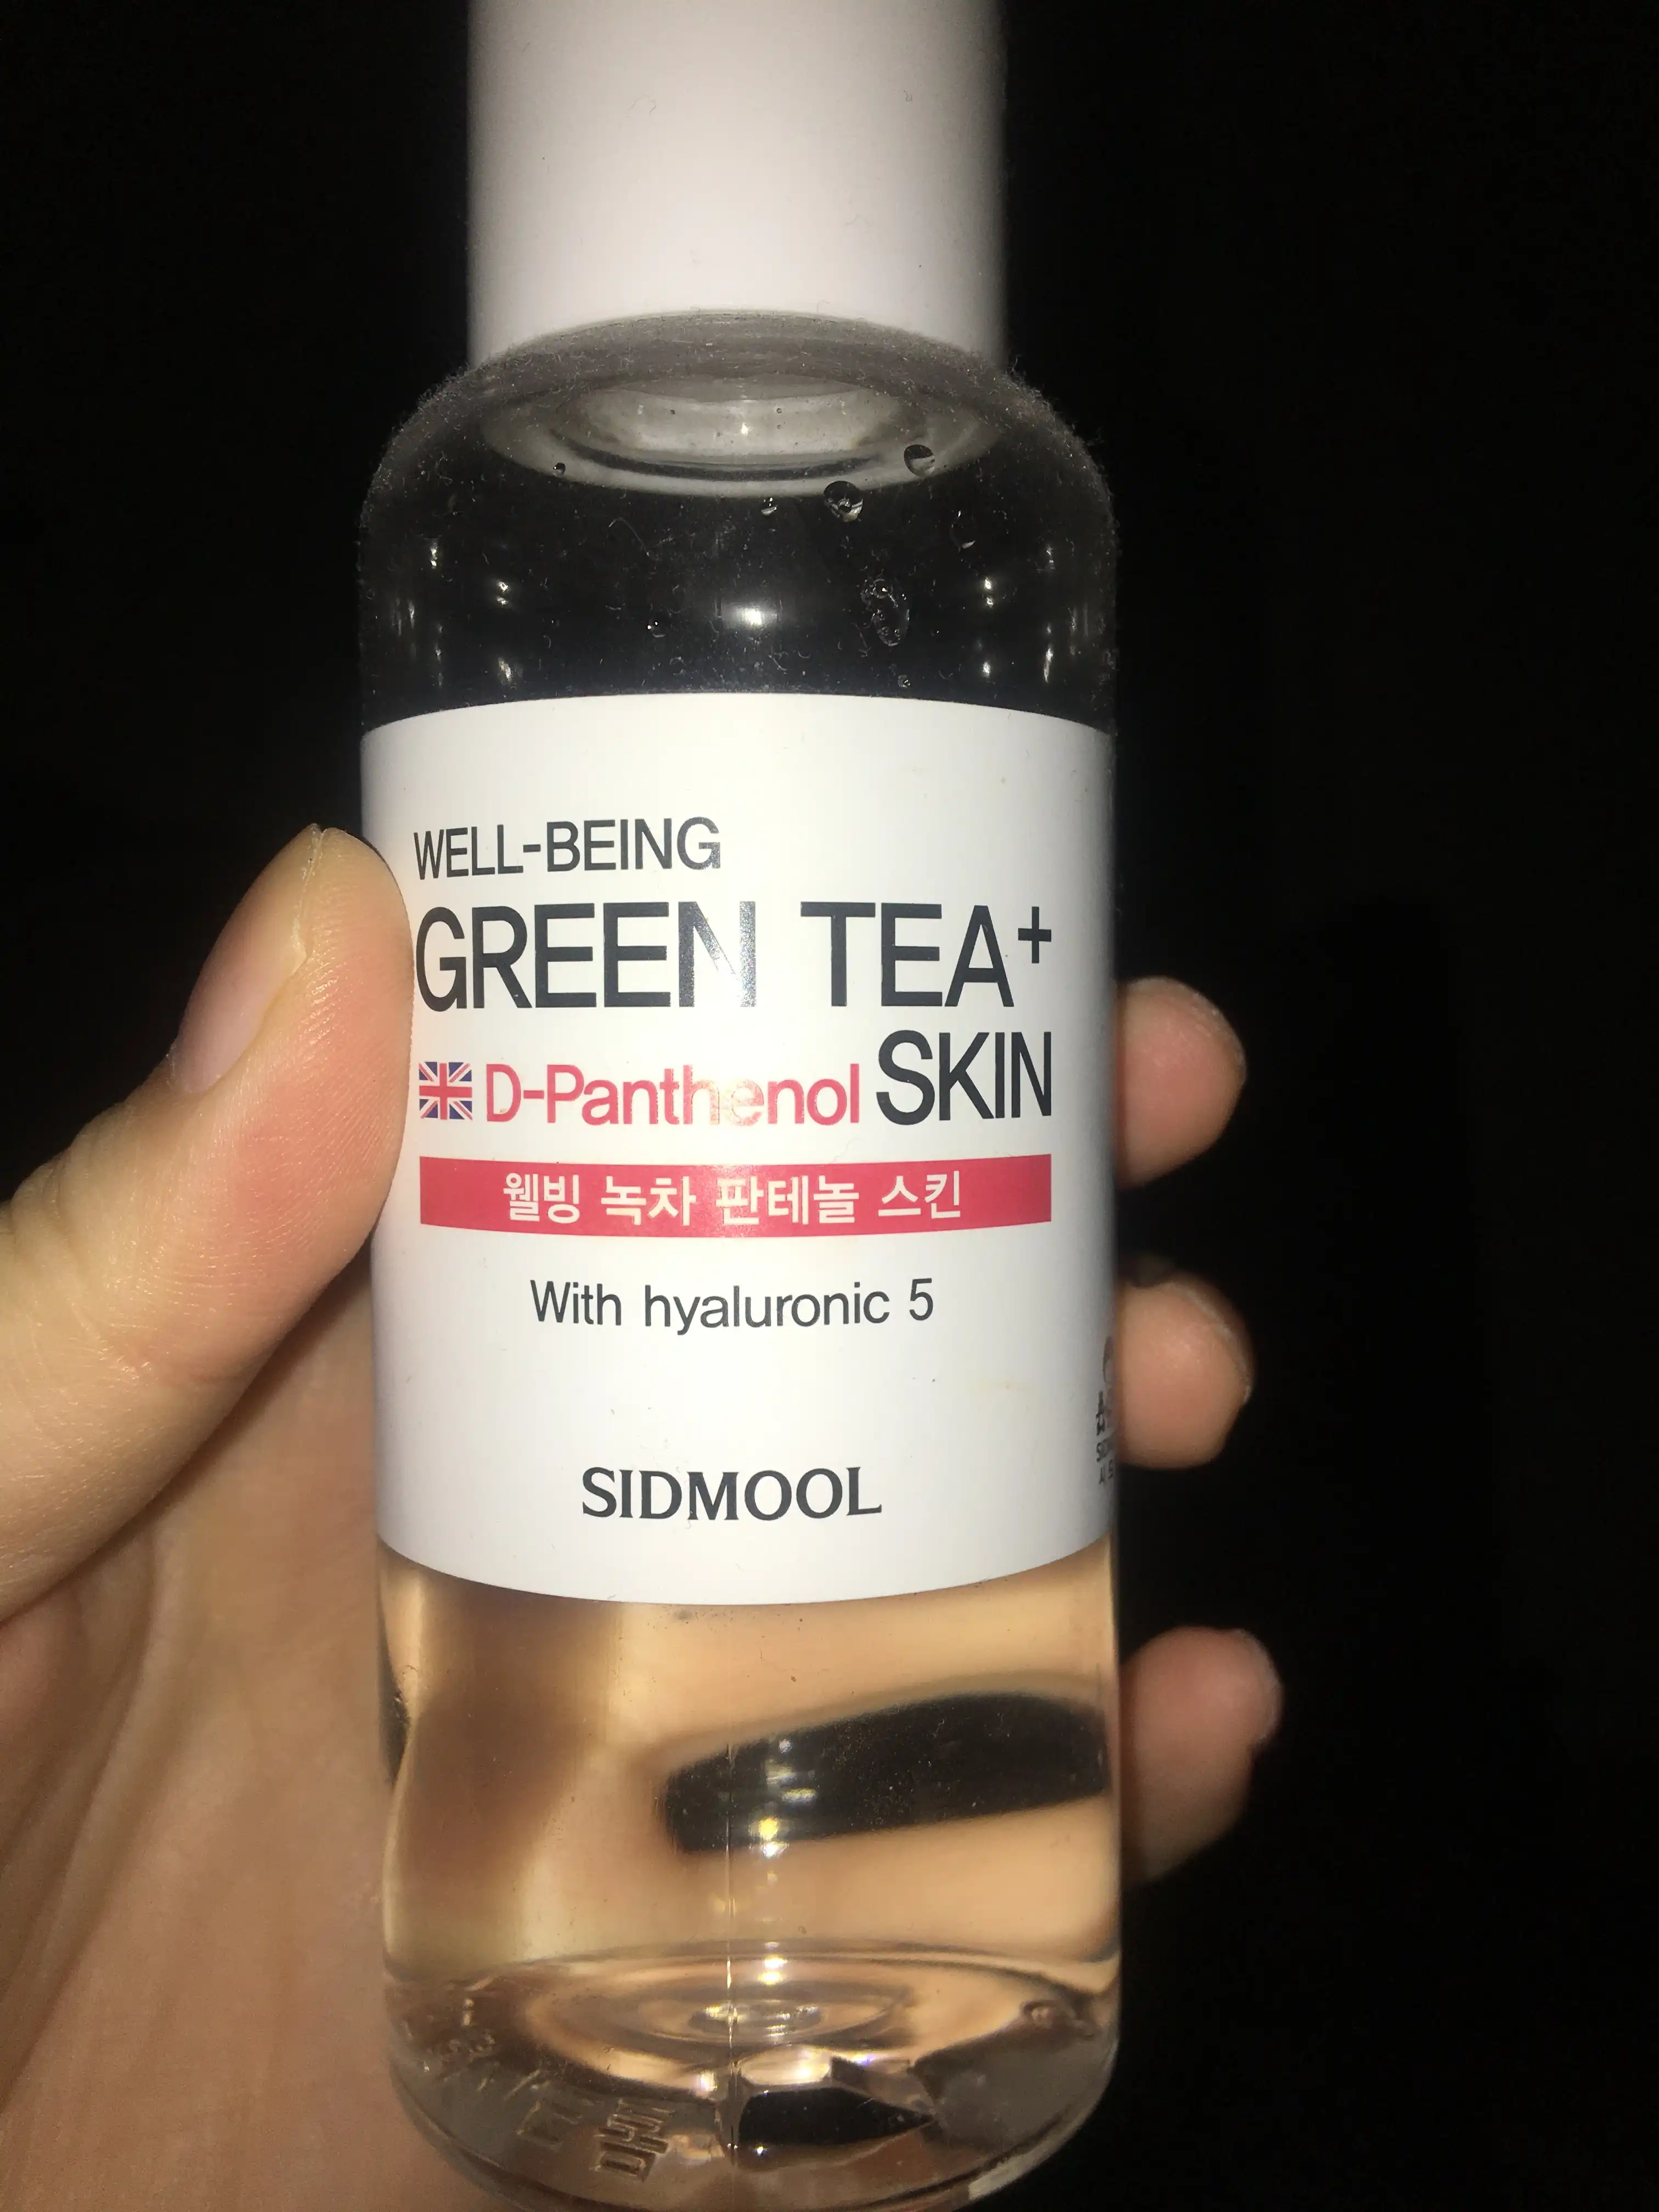 WELL-BEING
GREEN TEA+
D-Panthenol SKIN
웰빙 녹차 판테놀 스킨
With hyaluronic 5
SIDMOOL